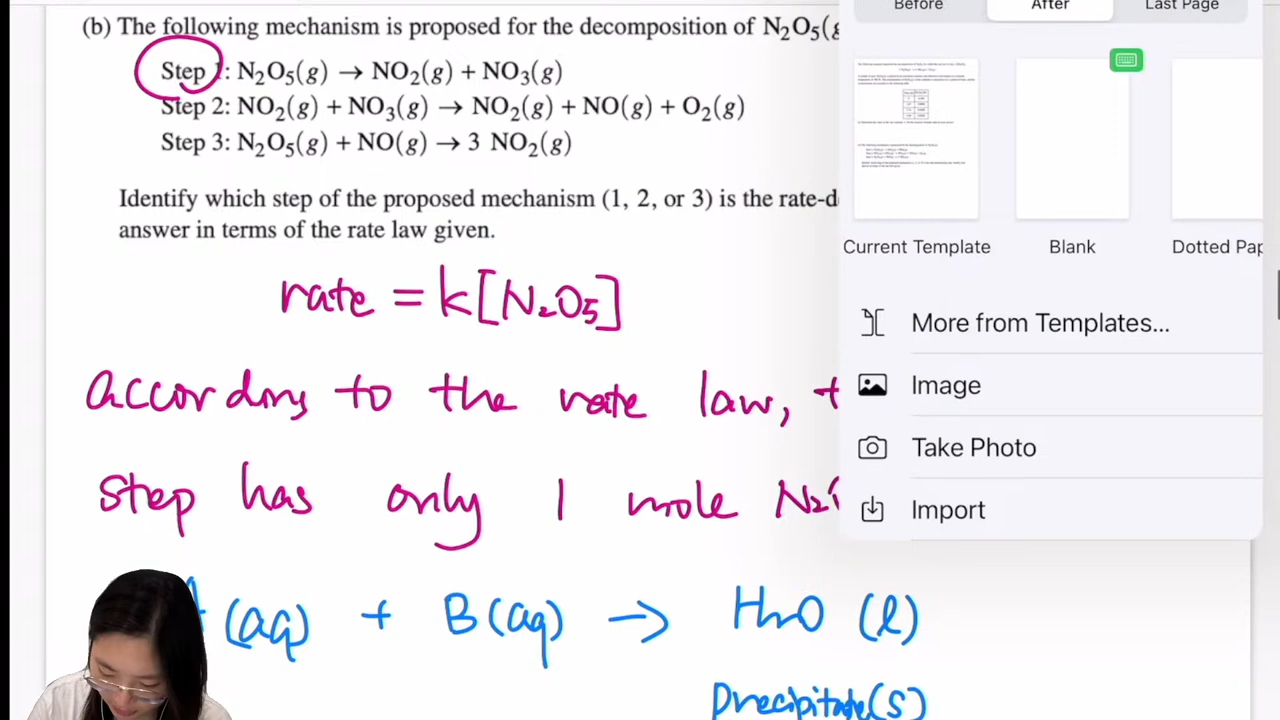 (b) The following mechanism is proposed for the decomposition of N₂O₅(g
Step 1: N₂O₅(g) → NO₂(g) + NO₃(g)
Step 2: NO₂(g) + NO₃(g) → NO₂(g) + NO(g) + O₂(g)
Step 3: N₂O₅(g) + NO(g) → 3 NO₂(g)
Identify which step of the proposed mechanism (1, 2, or 3) is the rate-d
answer in terms of the rate law given.
rate = k[N₂O₅]
According to the rate law, t
step has only 1 mole N₂
A (aq) + B(aq) → H₂O (l)
Precipitate(s)
Before After Last Page
Current Template Blank Dotted Pap
More from Templates...
Image
Take Photo
Import